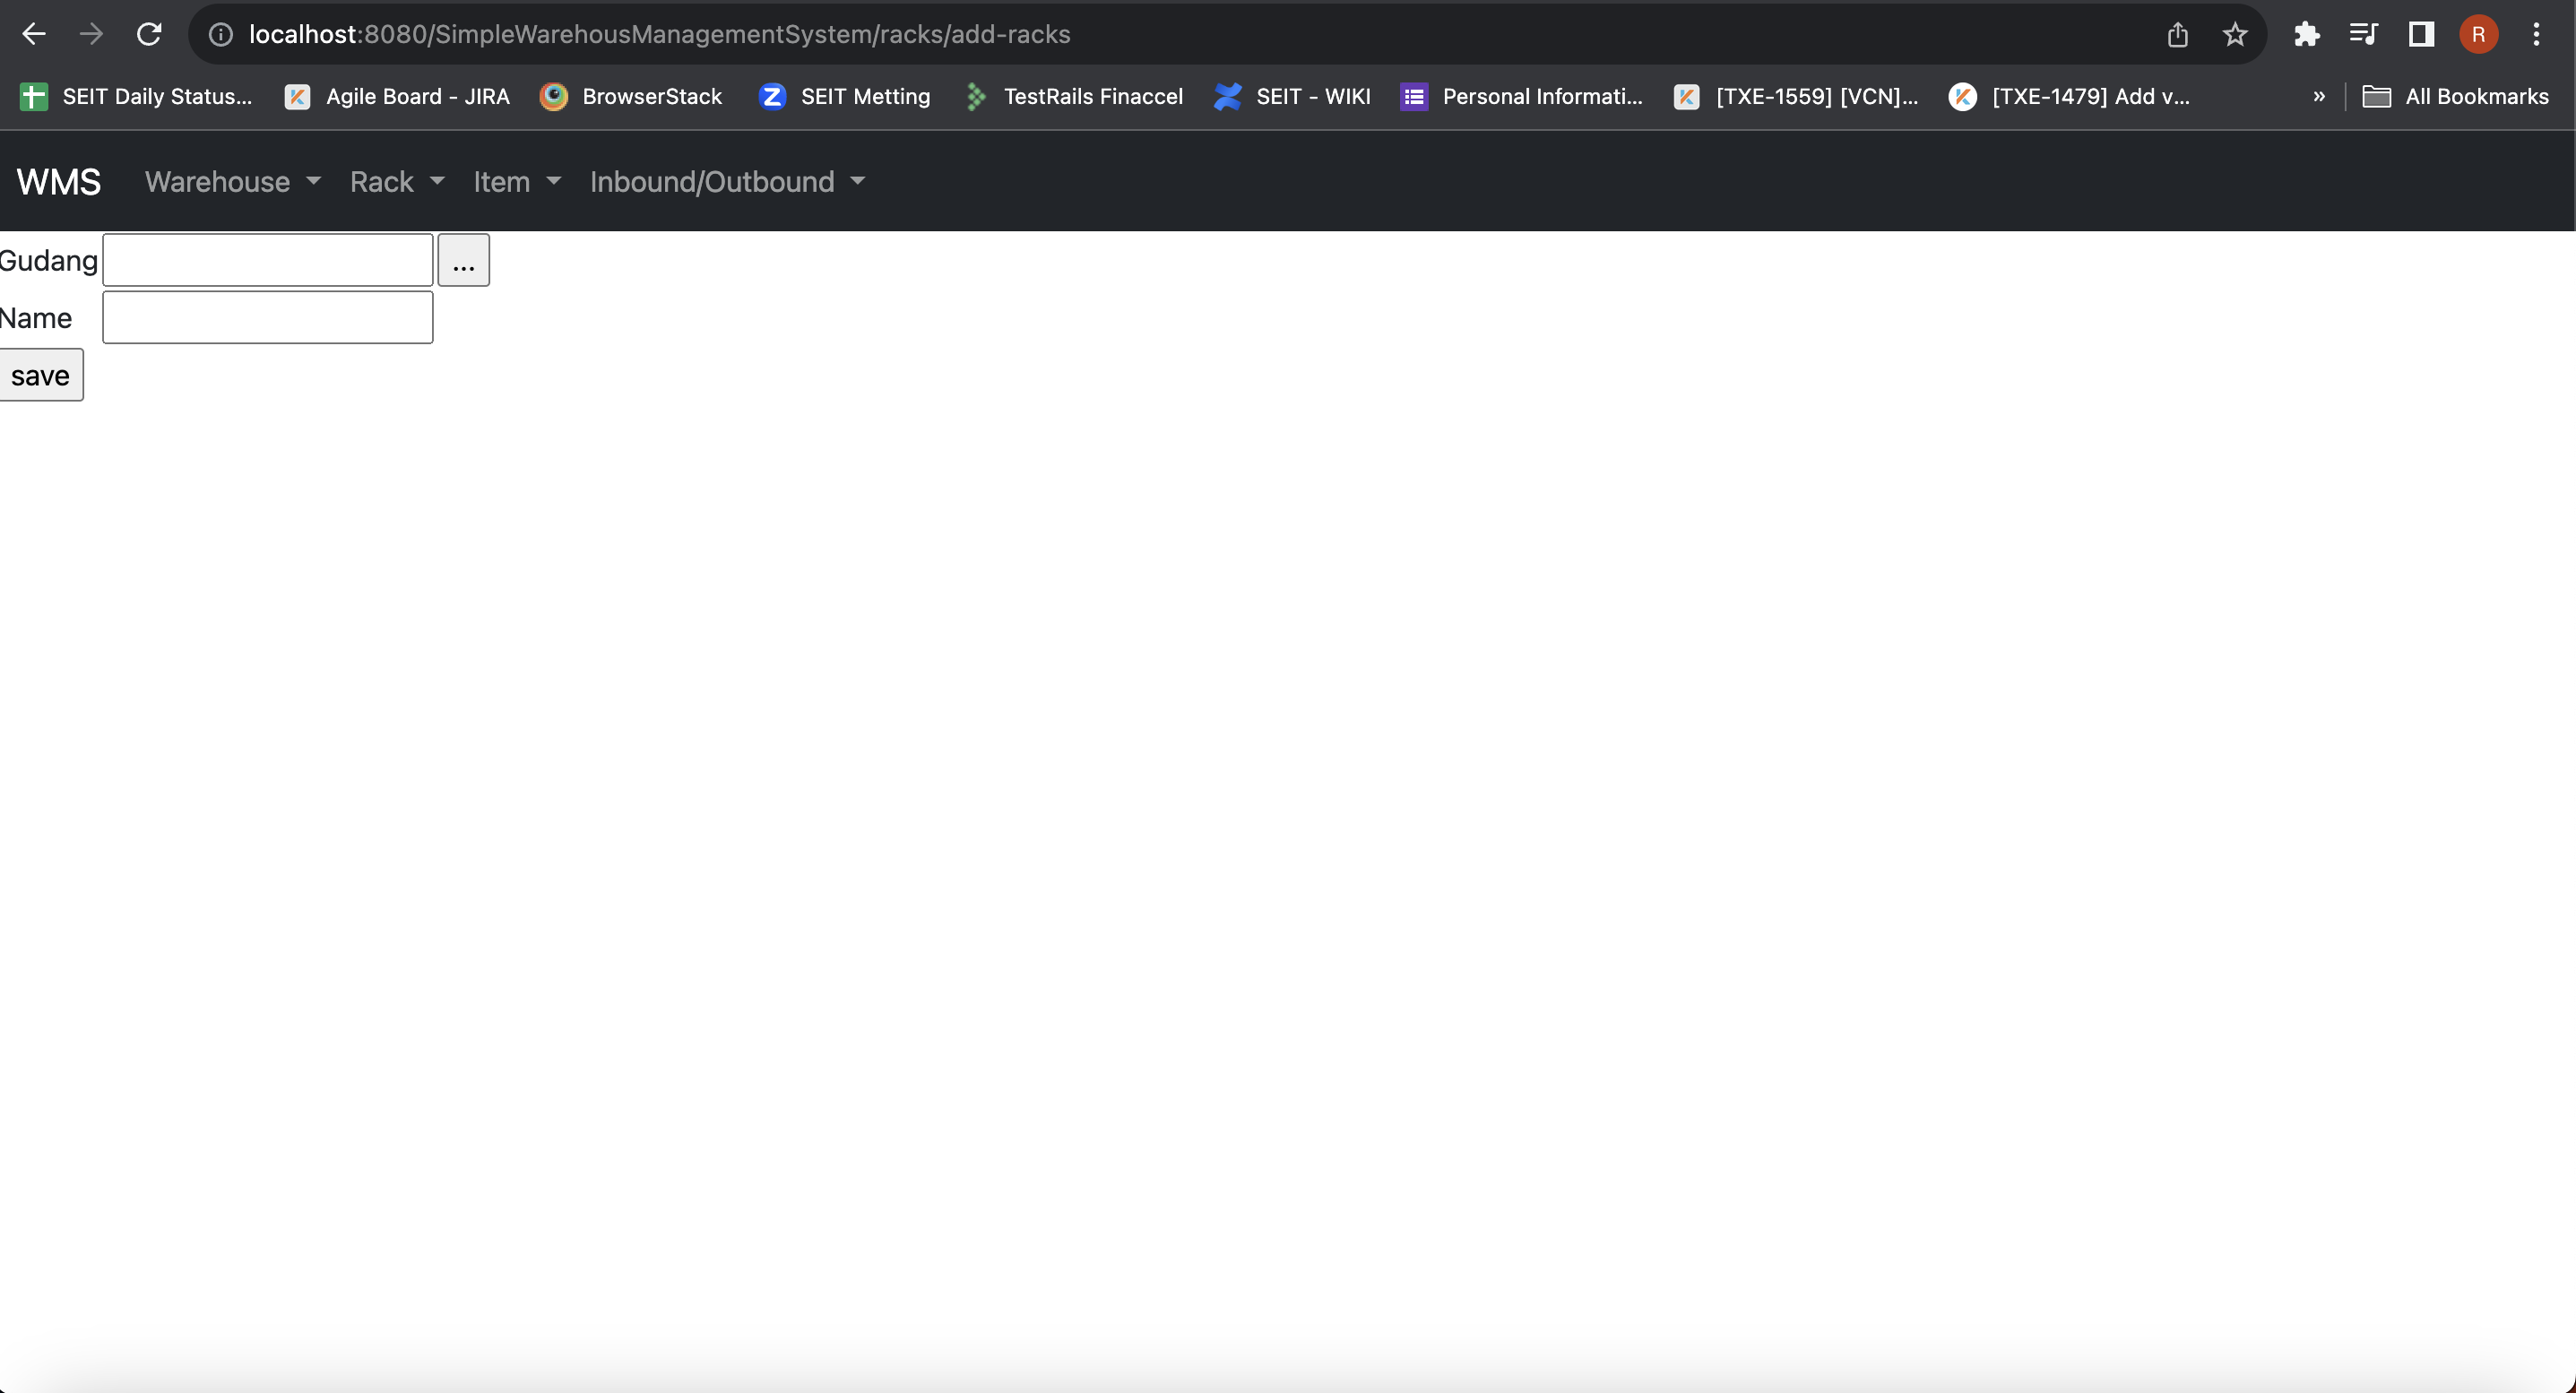 localhost:8080/SimpleWarehousManagementSystem/racks/add-racks
R
SEIT Daily Status... Agile Board - JIRA BrowserStack SEIT Metting TestRails Finaccel SEIT - WIKI Personal Informati... [TXE-1559] [VCN]... [TXE-1479] Add v... » All Bookmarks
WMS Warehouse Rack Item Inbound/Outbound
Gudang ...
Name
save